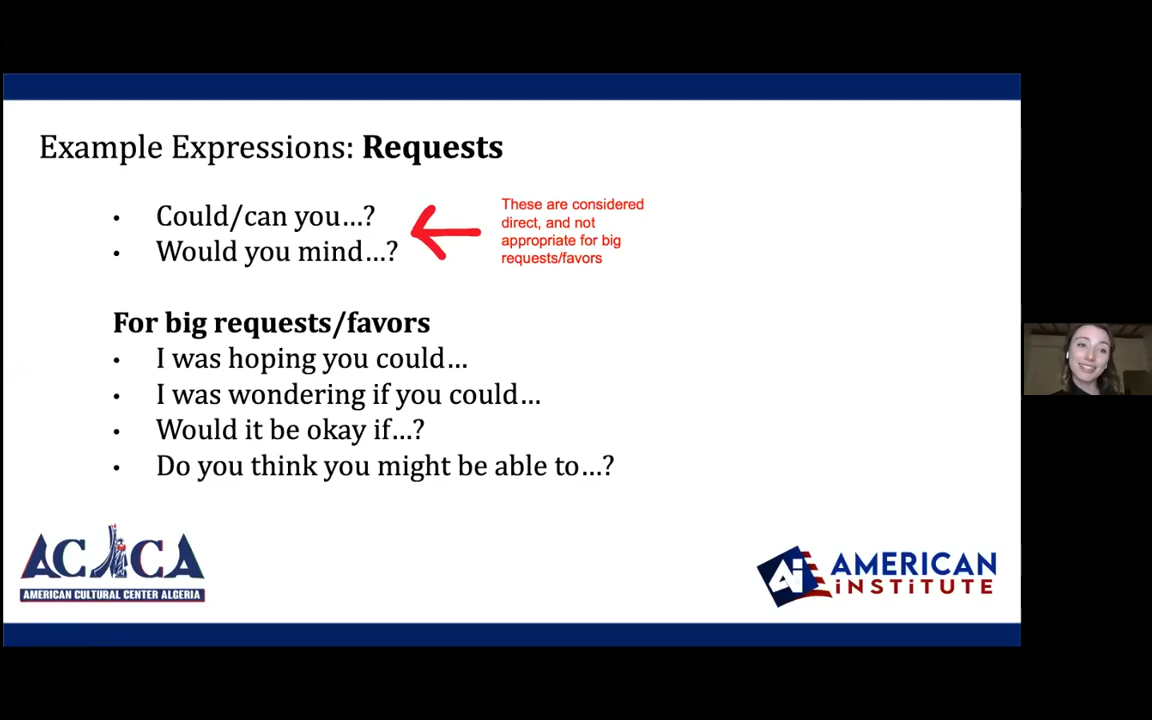 Example Expressions: Requests
• Could/can you...?
• Would you mind...?
These are considered
direct, and not
appropriate for big
requests/favors
For big requests/favors
• I was hoping you could...
• I was wondering if you could...
• Would it be okay if...?
• Do you think you might be able to...?
ACCA
AMERICAN CULTURAL CENTER ALGERIA
Ai AMERICAN
iNSTiTUTE